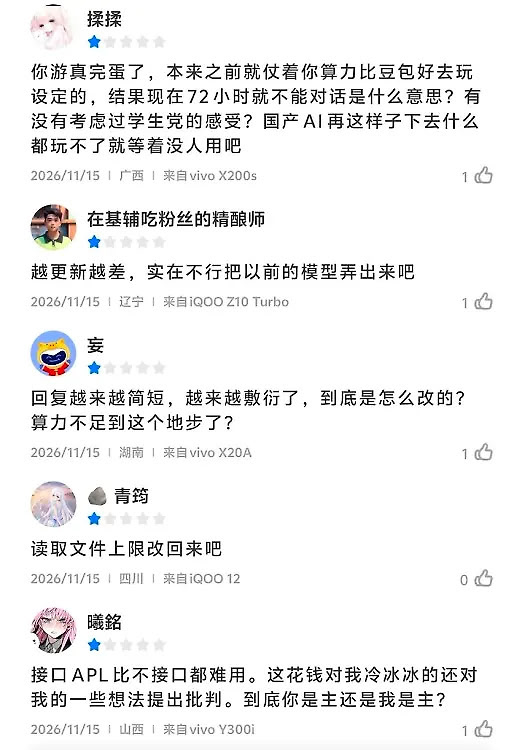 揉揉
你游真完蛋了，本来之前就仗着你算力比豆包好去玩
设定的，结果现在72小时就不能对话是什么意思？有
没有考虑过学生党的感受？国产AI再这样子下去什么
都玩不了就等着没人用吧
2026/11/15 | 广西 | 来自vivo X200s
1
在基辅吃粉丝的精酿师
越更新越差，实在不行把以前的模型弄出来吧
2026/11/15 | 辽宁 | 来自iQOO Z10 Turbo
1
妄
回复越来越简短，越来越敷衍了，到底是怎么改的？
算力不足到这个地步了？
2026/11/15 | 湖南 | 来自vivo X20A
1
青筠
读取文件上限改回来吧
2026/11/15 | 四川 | 来自iQOO 12
0
曦銘
接口APL比不接口都难用。这花钱对我冷冰冰的还对
我的一些想法提出批判。到底你是主还是我是主？
2026/11/15 | 山西 | 来自vivo Y300i
1